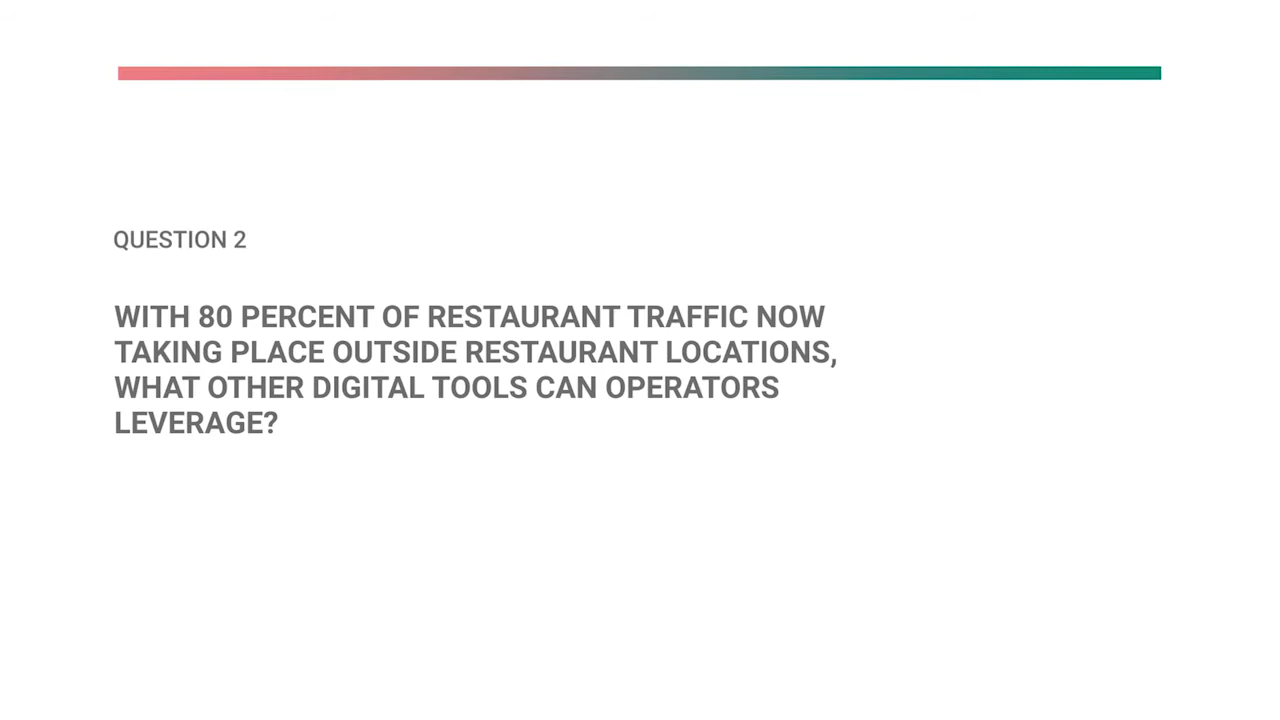 QUESTION 2
WITH 80 PERCENT OF RESTAURANT TRAFFIC NOW
TAKING PLACE OUTSIDE RESTAURANT LOCATIONS,
WHAT OTHER DIGITAL TOOLS CAN OPERATORS
LEVERAGE?